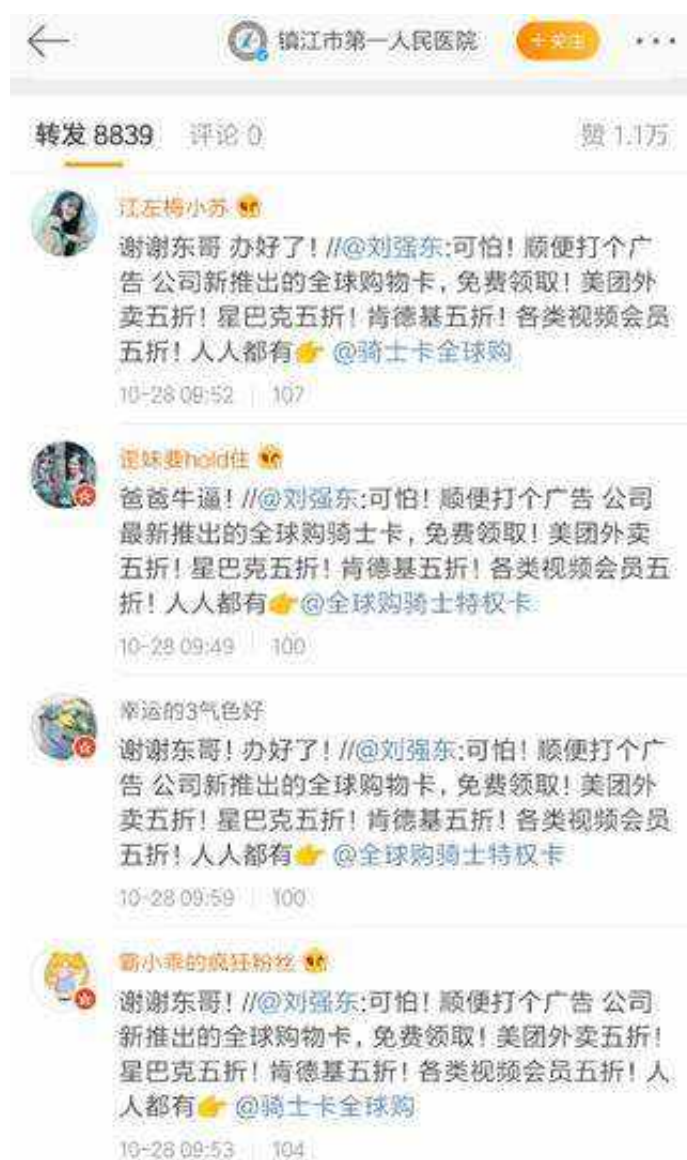 镇江市第一人民医院
+关注
转发 8839 评论 0 赞 1.1万
江左梅小苏
谢谢东哥 办好了! //@刘强东:可怕! 顺便打个广
告 公司新推出的全球购物卡, 免费领取! 美团外
卖五折! 星巴克五折! 肯德基五折! 各类视频会员
五折! 人人都有👉 @骑士卡全球购
10-28 09:52 107
歪妹要hold住
爸爸牛逼! //@刘强东:可怕! 顺便打个广告 公司
最新推出的全球购骑士卡, 免费领取! 美团外卖
五折! 星巴克五折! 肯德基五折! 各类视频会员五
折! 人人都有👉@全球购骑士特权卡
10-28 09:49 100
幸运的3气色好
谢谢东哥! 办好了! //@刘强东:可怕! 顺便打个广
告 公司新推出的全球购物卡, 免费领取! 美团外
卖五折! 星巴克五折! 肯德基五折! 各类视频会员
五折! 人人都有👉 @全球购骑士特权卡
10-28 09:59 100
霸小乖的疯狂粉丝
谢谢东哥! //@刘强东:可怕! 顺便打个广告 公司
新推出的全球购物卡, 免费领取! 美团外卖五折!
星巴克五折! 肯德基五折! 各类视频会员五折! 人
人都有👉 @骑士卡全球购
10-28 09:53 104